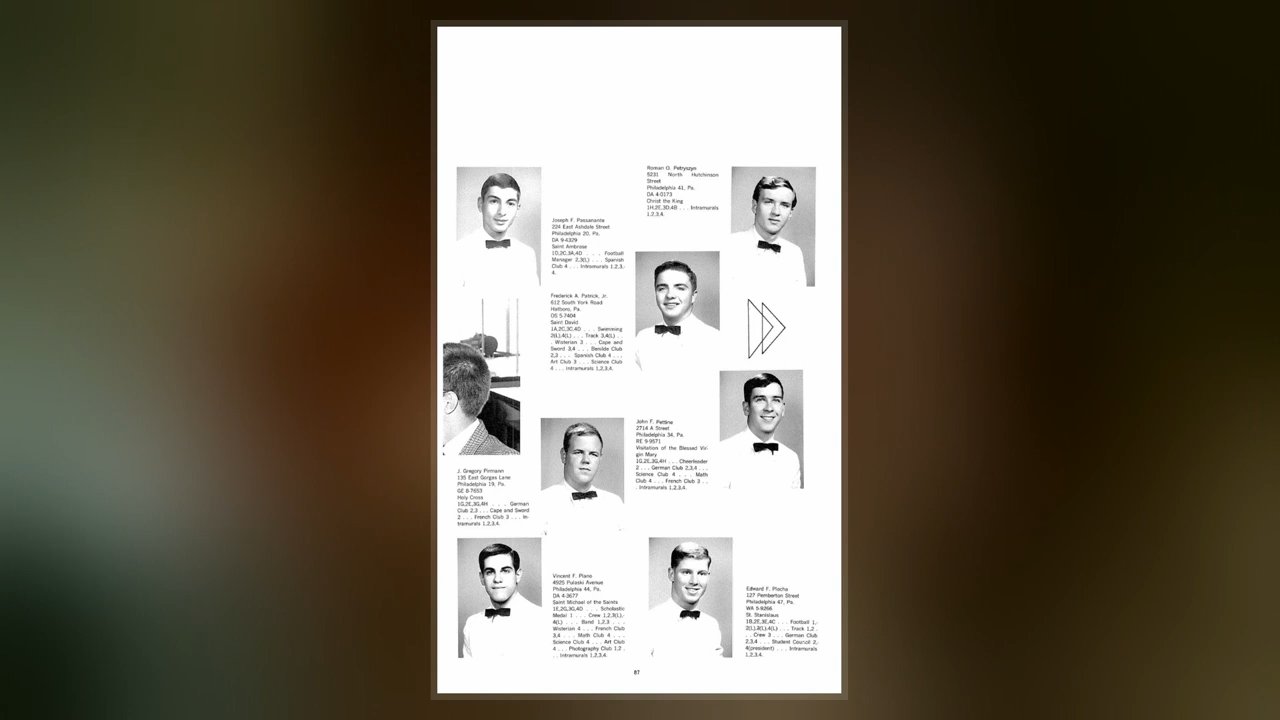 Joseph F. Passanante
224 East Ashdale Street
Philadelphia 20, Pa.
DA 9-4329
Saint Ambrose
1D,2C,3A,4D . . . Football
Manager 2,3(L) . . . Spanish
Club 4 . . . Intramurals 1,2,3,-
4.
Roman O. Petryszyn
5231 North Hutchinson
Street
Philadelphia 41, Pa.
DA 4-0173
Christ the King
1H,2E,3D,4B . . . Intramurals
1,2,3,4.
Frederick A. Patrick, Jr.
612 South York Road
Hatboro, Pa.
OS 5-7404
Saint David
1A,2C,3C,4D . . . Swimming
2(L),4(L) . . . Track 3,4(L) . .
. Wisterian 3 . . . Cape and
Sword 3,4 . . . Benilde Club
2,3 . . . Spanish Club 4 . . .
Art Club 3 . . . Science Club
4 . . . Intramurals 1,2,3,4.
John F. Pettine
2714 A Street
Philadelphia 34, Pa.
RE 9-9571
Visitation of the Blessed Vir-
gin Mary
1G,2E,3G,4H . . . Cheerleader
2 . . . German Club 2,3,4 . . .
Science Club 4 . . . Math
Club 4 . . . French Club 3 . .
. Intramurals 1,2,3,4.
J. Gregory Pirmann
135 East Gorgas Lane
Philadelphia 19, Pa.
GE 8-7653
Holy Cross
1G,2E,3G,4H . . . German
Club 2,3 . . . Cape and Sword
2 . . . French Club 3 . . . In-
tramurals 1,2,3,4.
Vincent F. Plano
4925 Pulaski Avenue
Philadelphia 44, Pa.
DA 4-3677
Saint Michael of the Saints
1E,2G,3G,4D . . . Scholastic
Medal 1 . . . Crew 1,2,3(L),-
4(L) . . . Band 1,2,3 . . .
Wisterian 4 . . . French Club
3,4 . . . Math Club 4 . . .
Science Club 4 . . . Art Club
4 . . . Photography Club 1,2 .
. . Intramurals 1,2,3,4.
Edward F. Plocha
127 Pemberton Street
Philadelphia 47, Pa.
WA 5-9266
St. Stanislaus
1B,2E,3E,4C . . . Football 1,-
2(L),3(L),4(L) . . . Track 1,2 .
. . Crew 3 . . . German Club
2,3,4 . . . Student Council 2,-
4(president) . . . Intramurals
1,2,3,4.
87